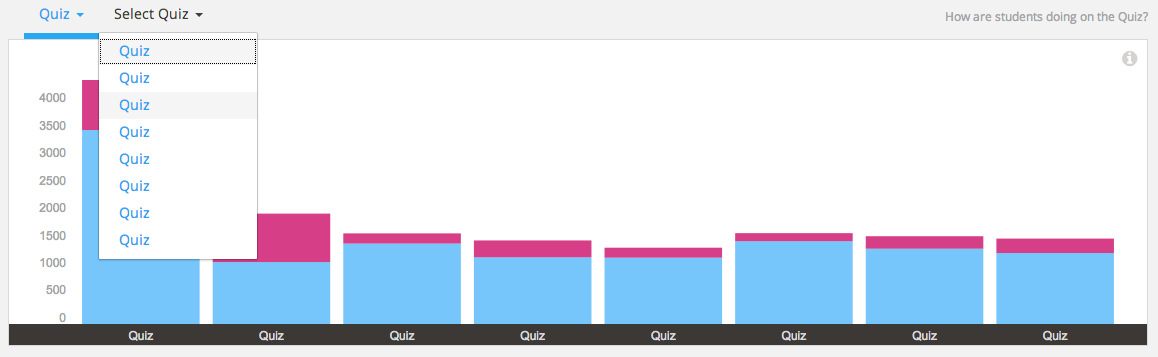 Quiz Select Quiz How are students doing on the Quiz?
Quiz
Quiz
Quiz
Quiz
Quiz
Quiz
Quiz
Quiz
4000
3500
3000
2500
2000
1500
1000
500
0
Quiz Quiz Quiz Quiz Quiz Quiz Quiz Quiz